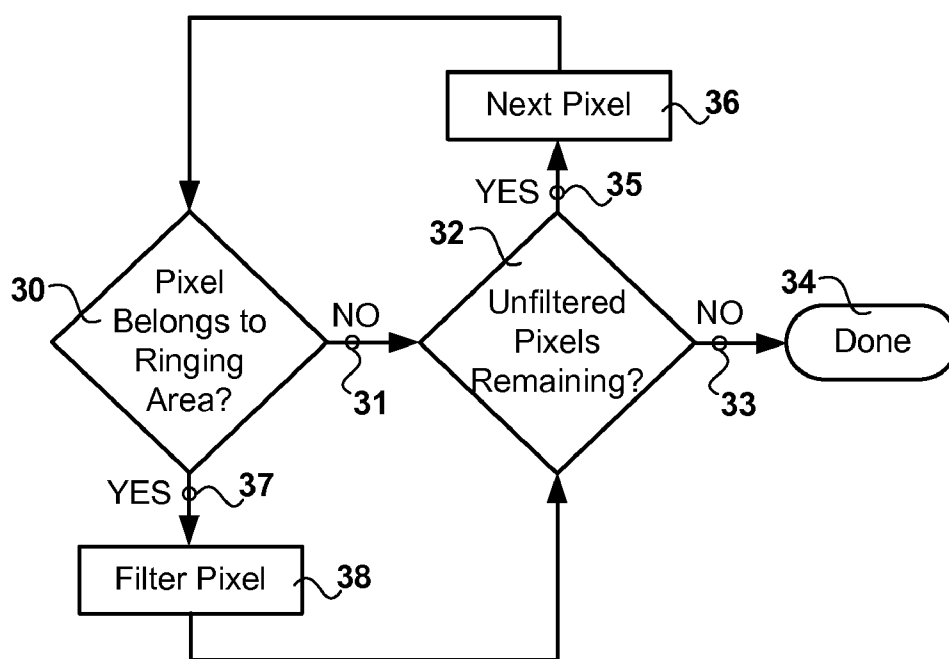 Next Pixel
36
YES
35
32
30
Pixel
Belongs to
Ringing
Area?
NO
31
Unfiltered
Pixels
Remaining?
NO
33
34
Done
YES
37
Filter Pixel
38